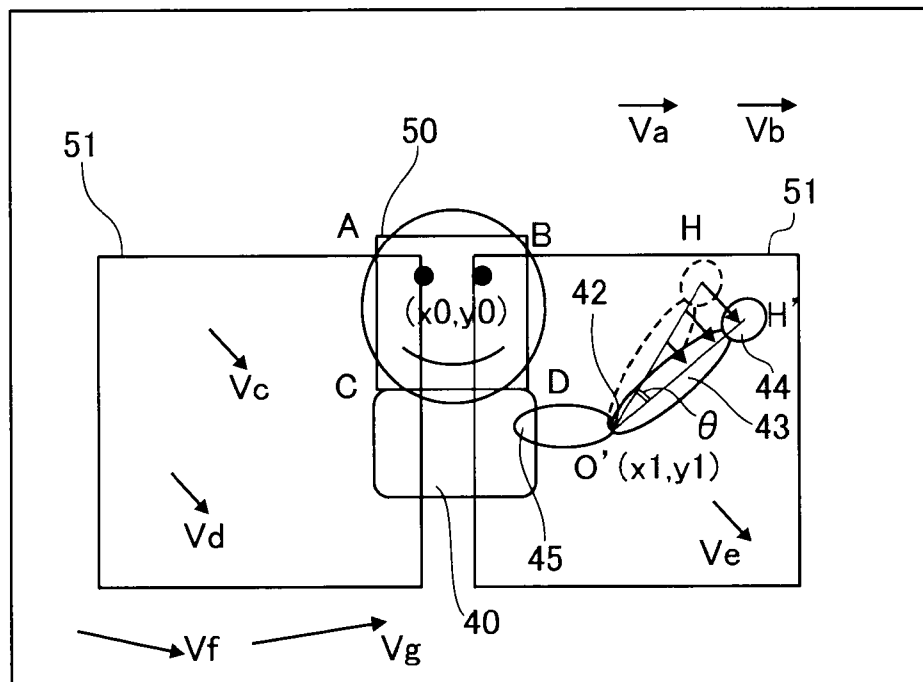 Va Vb
50
51
51
A B H
42
(x0,y0)
H'
Vc
C D
44
θ 43
O'(x1,y1)
Vd
Ve
45
40
Vf Vg